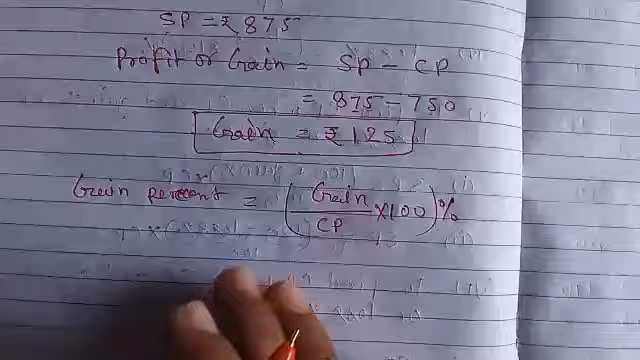 SP = ₹ 875
Profit or Gain = SP - CP
= 875 - 750
Gain = ₹ 125
Gain percent = (Gain/CP × 100)%